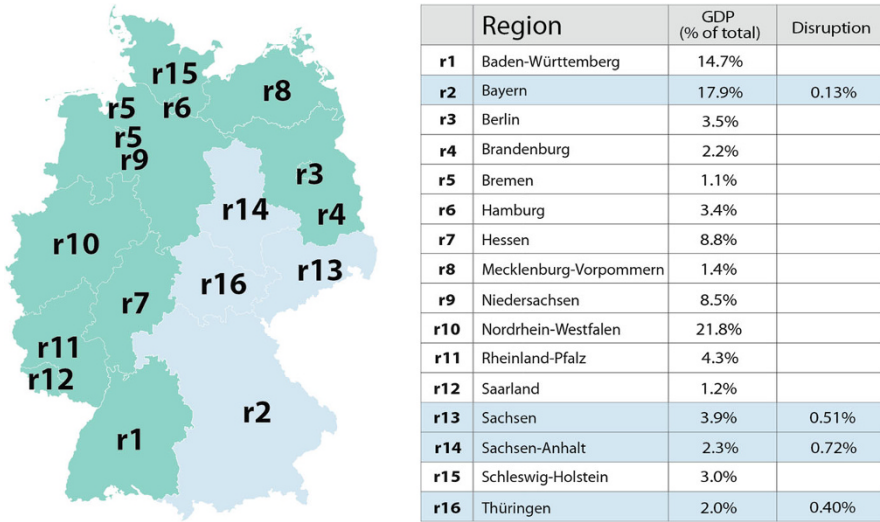 r15
r8
r5
r6
r5
r9
r3
r14
r4
r10
r13
r16
r7
r11
r12
r2
r1
Region GDP (% of total) Disruption
r1 Baden-Württemberg 14.7%
r2 Bayern 17.9% 0.13%
r3 Berlin 3.5%
r4 Brandenburg 2.2%
r5 Bremen 1.1%
r6 Hamburg 3.4%
r7 Hessen 8.8%
r8 Mecklenburg-Vorpommern 1.4%
r9 Niedersachsen 8.5%
r10 Nordrhein-Westfalen 21.8%
r11 Rheinland-Pfalz 4.3%
r12 Saarland 1.2%
r13 Sachsen 3.9% 0.51%
r14 Sachsen-Anhalt 2.3% 0.72%
r15 Schleswig-Holstein 3.0%
r16 Thüringen 2.0% 0.40%